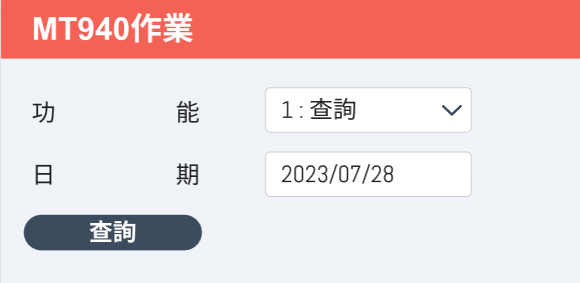 MT940作業
功 能 1 : 查詢
日 期 2023/07/28
查詢